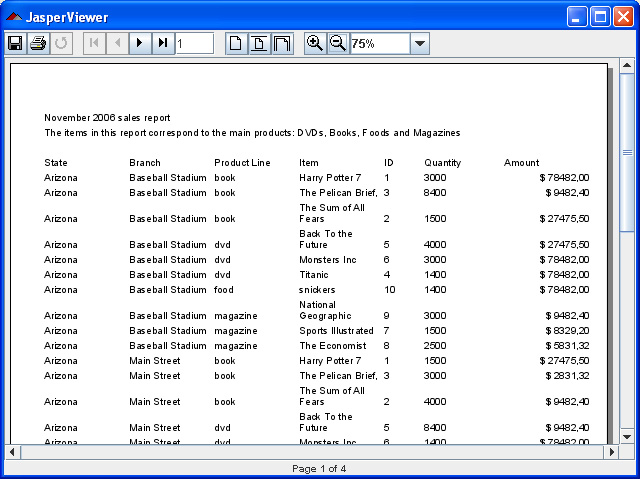 JasperViewer
1
75%
November 2006 sales report
The items in this report correspond to the main products: DVDs, Books, Foods and Magazines
State Branch Product Line Item ID Quantity Amount
Arizona Baseball Stadium book Harry Potter 7 1 3000 $ 78482,00
Arizona Baseball Stadium book The Pelican Brief, 3 8400 $ 9482,40
The Sum of All
Arizona Baseball Stadium book Fears 2 1500 $ 27475,50
Back To the
Arizona Baseball Stadium dvd Future 5 4000 $ 27475,50
Arizona Baseball Stadium dvd Monsters Inc 6 3000 $ 78482,00
Arizona Baseball Stadium dvd Titanic 4 1400 $ 78482,00
Arizona Baseball Stadium food snickers 10 1400 $ 78482,00
National
Arizona Baseball Stadium magazine Geographic 9 3000 $ 9482,40
Arizona Baseball Stadium magazine Sports Illustrated 7 1500 $ 8329,20
Arizona Baseball Stadium magazine The Economist 8 2500 $ 5831,32
Arizona Main Street book Harry Potter 7 1 1500 $ 27475,50
Arizona Main Street book The Pelican Brief, 3 3000 $ 2831,32
The Sum of All
Arizona Main Street book Fears 2 4000 $ 9482,40
Back To the
Arizona Main Street dvd Future 5 8400 $ 9482,40
Arizona Main Street dvd Monsters Inc 6 1400 $ 78482,00
Page 1 of 4